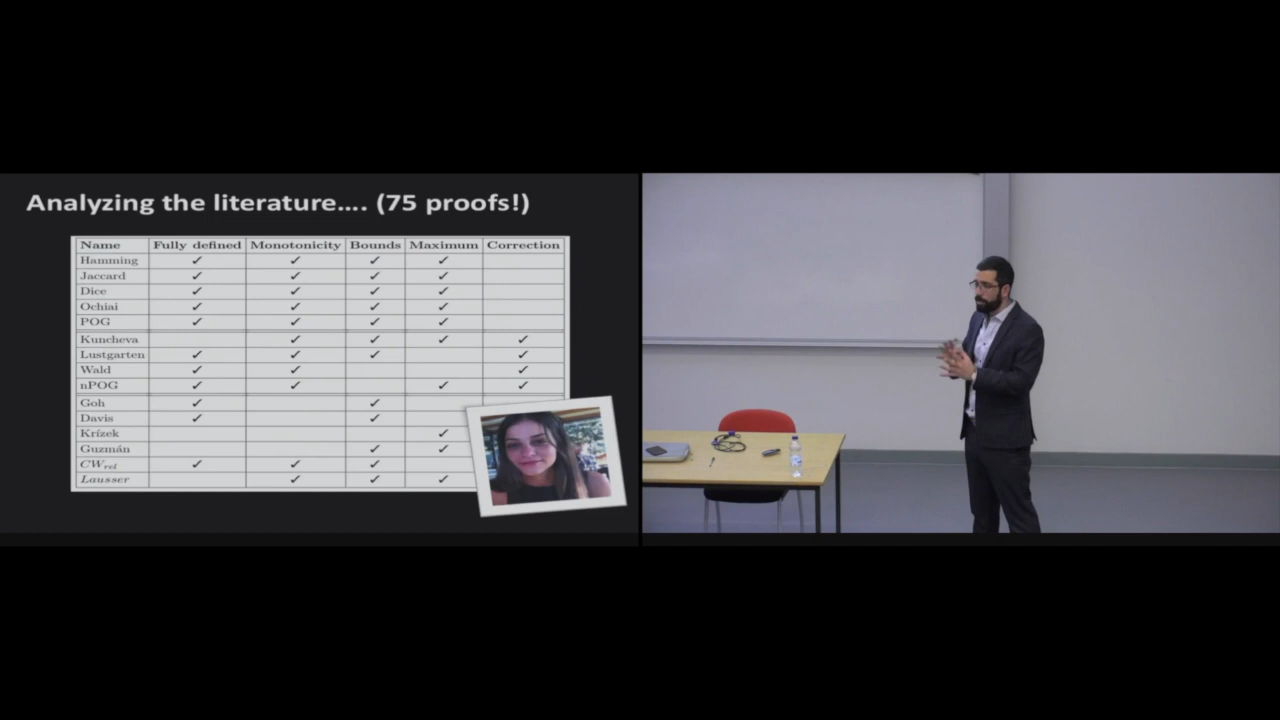 Analyzing the literature.... (75 proofs!)
Name Fully defined Monotonicity Bounds Maximum Correction
Hamming ✓ ✓ ✓ ✓
Jaccard ✓ ✓ ✓ ✓
Dice ✓ ✓ ✓ ✓
Ochiai ✓ ✓ ✓ ✓
POG ✓ ✓ ✓ ✓
Kuncheva ✓ ✓ ✓ ✓
Lustgarten ✓ ✓ ✓ ✓
Wald ✓ ✓ ✓
nPOG ✓ ✓ ✓ ✓
Goh ✓ ✓
Davis ✓ ✓
Krízek ✓
Guzmán ✓ ✓
CWrel ✓ ✓ ✓
Lausser ✓ ✓ ✓